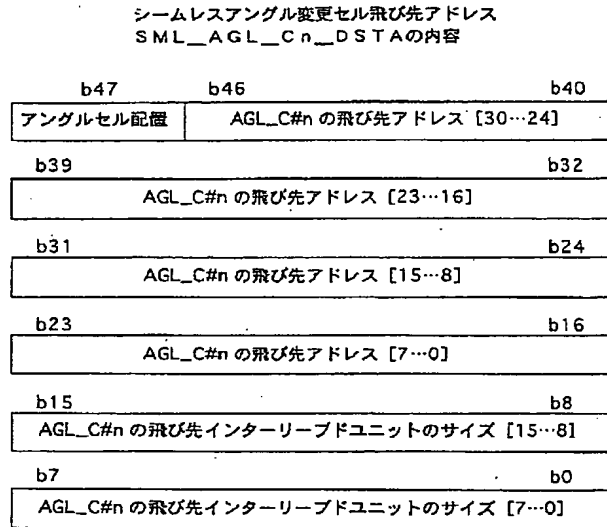 シームレスアングル変更セル飛び先アドレス
SML_AGL_Cn_DSTAの内容
b47 b46 b40
アングルセル配置 AGL_C#n の飛び先アドレス [30…24]
b39 b32
AGL_C#n の飛び先アドレス [23…16]
b31 b24
AGL_C#n の飛び先アドレス [15…8]
b23 b16
AGL_C#n の飛び先アドレス [7…0]
b15 b8
AGL_C#n の飛び先インターリーブドユニットのサイズ [15…8]
b7 b0
AGL_C#n の飛び先インターリーブドユニットのサイズ [7…0]